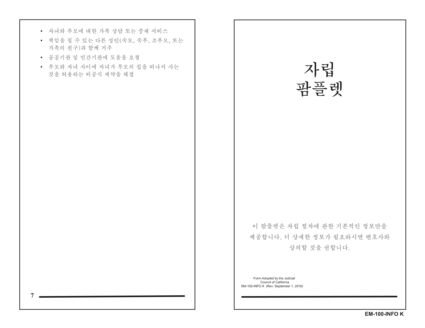 • 자녀와 부모에 대한 가족 상담 또는 중재 서비스
• 책임을 질 수 있는 다른 성인(숙모, 숙부, 조부모, 또는
가족의 친구)과 함께 거주
• 공공기관 및 민간기관에 도움을 요청
• 부모와 자녀 사이에 자녀가 부모의 집을 떠나서 사는
것을 허용하는 비공식 계약을 체결
7
자립
팜플렛
이 팜플렛은 자립 절차에 관한 기본적인 정보만을
제공합니다. 더 상세한 정보가 필요하시면 변호사와
상의할 것을 권합니다.
Form Adopted by the Judicial
Council of California
EM-100-INFO K (Rev. September 1, 2018)
EM-100-INFO K